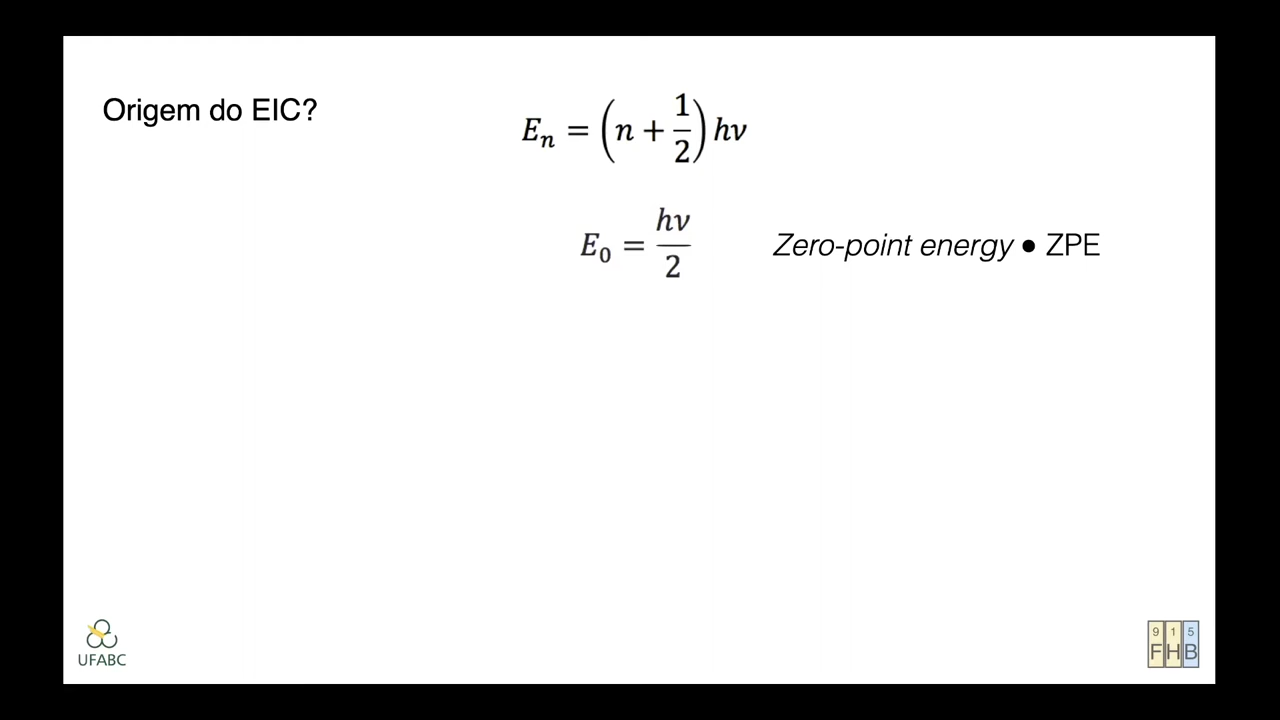 Origem do EIC?
E_n = (n + 1/2) hν
E_0 = hν/2
Zero-point energy ● ZPE
UFABC
9 1 5
F H B